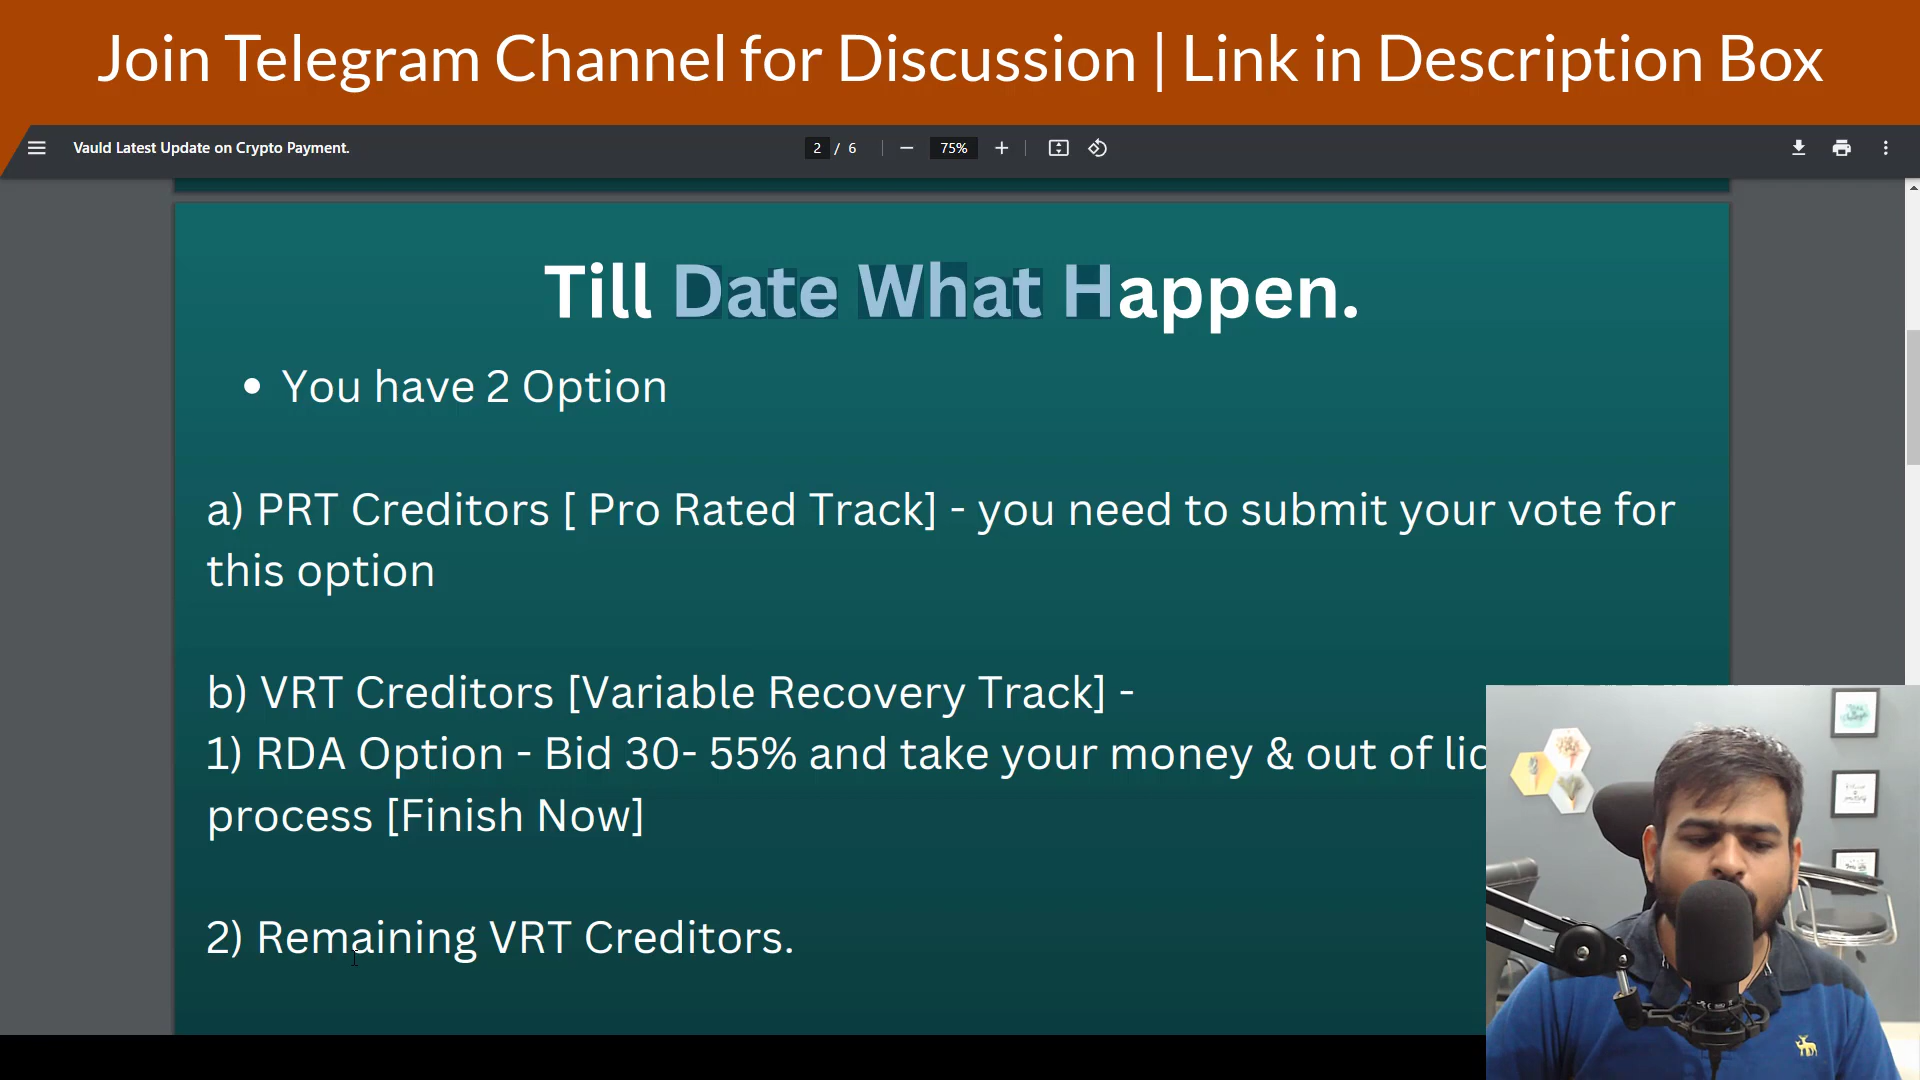 Join Telegram Channel for Discussion | Link in Description Box
Vauld Latest Update on Crypto Payment.
2 / 6
75%
Till Date What Happen.
• You have 2 Option
a) PRT Creditors [ Pro Rated Track] - you need to submit your vote for
this option
b) VRT Creditors [Variable Recovery Track] -
1) RDA Option - Bid 30- 55% and take your money & out of
process [Finish Now]
2) Remaining VRT Creditors.